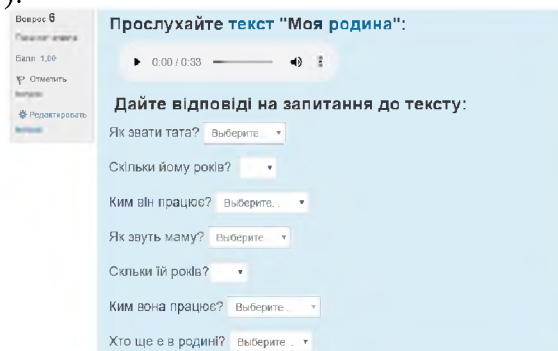 ).
Вопрос 6
Балл: 1,00
Отметить
Редактировать
Прослухайте текст "Моя родина":
0:00 / 0:33
Дайте відповіді на запитання до тексту:
Як звати тата? Выберите...
Скільки йому років?
Ким він працює? Выберите...
Як звуть маму? Выберите...
Скльки їй років?
Ким вона працює? Выберите...
Хто ще є в родині? Выберите...